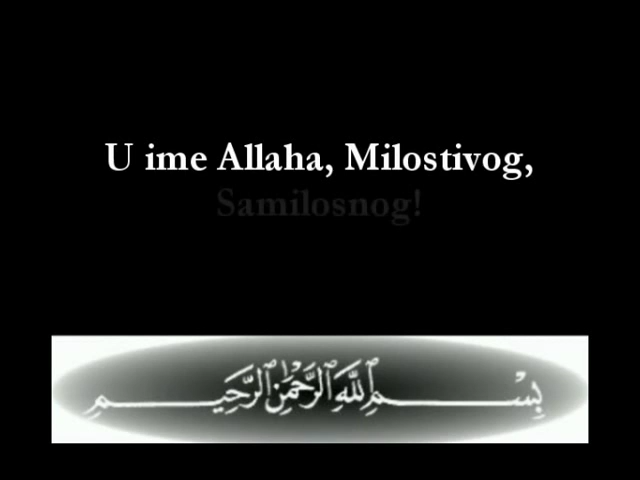 U ime Allaha, Milostivog,
Samilosnog!
بِسْمِ اللَّهِ الرَّحْمَٰنِ الرَّحِيمِ